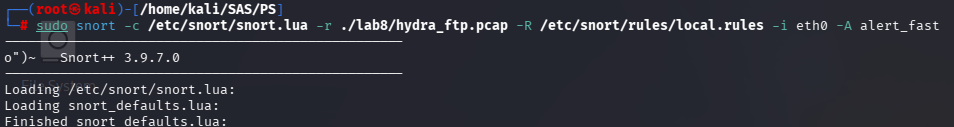 ┌──(root㉿kali)-[/home/kali/SAS/PS]
└─# sudo snort -c /etc/snort/snort.lua -r ./lab8/hydra_ftp.pcap -R /etc/snort/rules/local.rules -i eth0 -A alert_fast
--------------------------------------------------
o")~   Snort++ 3.9.7.0
--------------------------------------------------
File System
Loading /etc/snort/snort.lua:
Loading snort_defaults.lua:
Finished snort_defaults.lua: